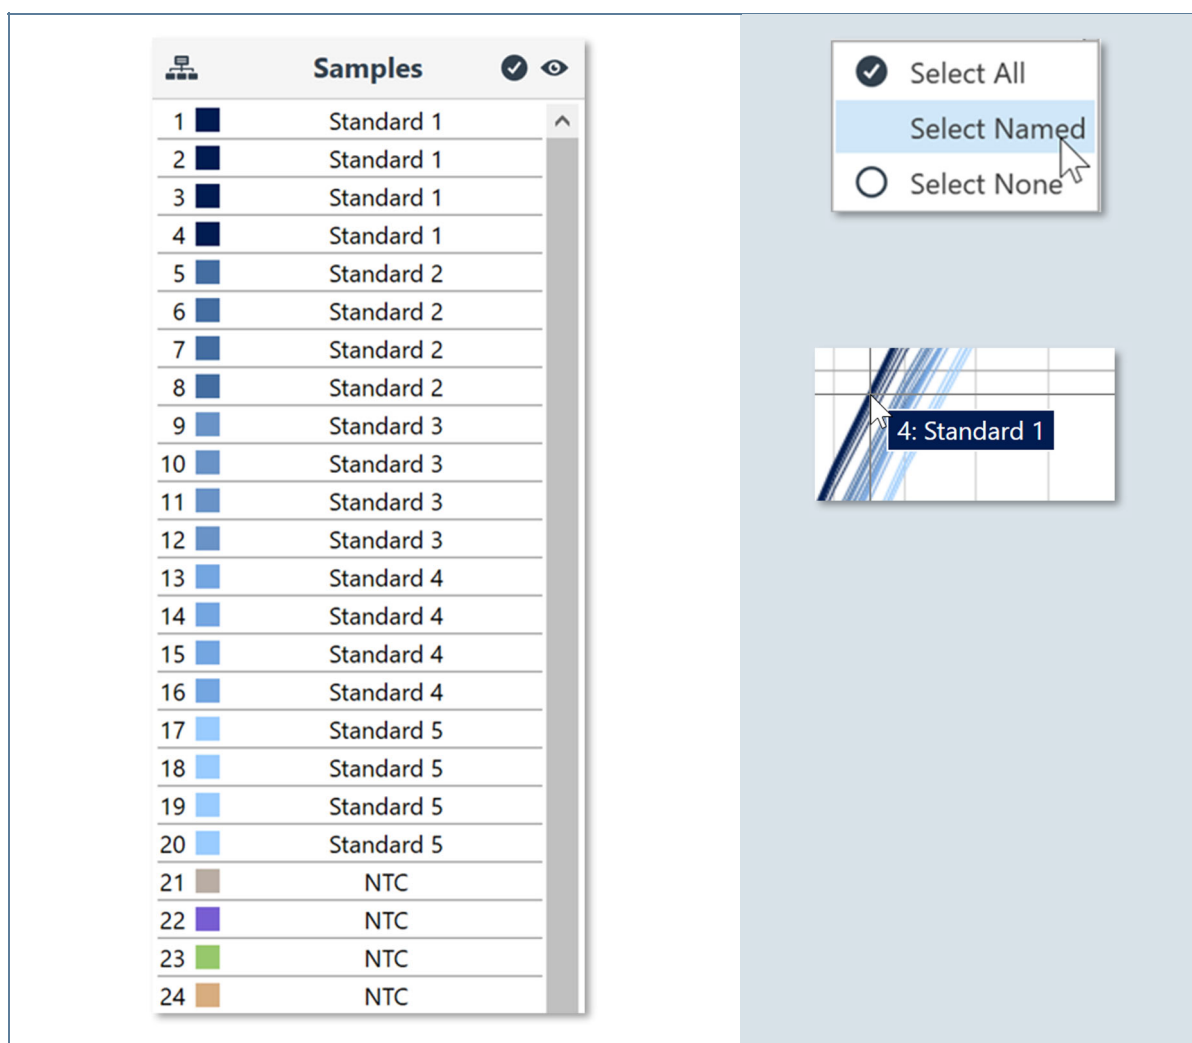 Samples
1 Standard 1
2 Standard 1
3 Standard 1
4 Standard 1
5 Standard 2
6 Standard 2
7 Standard 2
8 Standard 2
9 Standard 3
10 Standard 3
11 Standard 3
12 Standard 3
13 Standard 4
14 Standard 4
15 Standard 4
16 Standard 4
17 Standard 5
18 Standard 5
19 Standard 5
20 Standard 5
21 NTC
22 NTC
23 NTC
24 NTC
Select All
Select Named
Select None
4: Standard 1